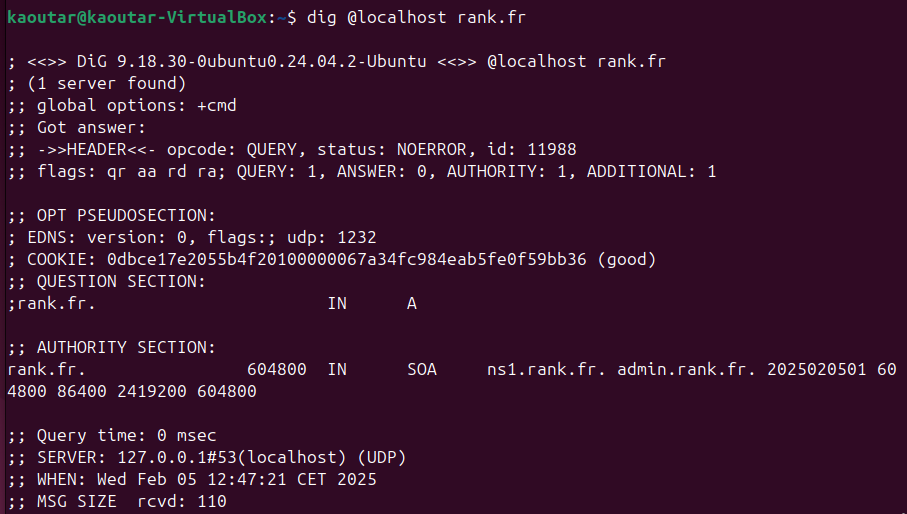 kaoutar@kaoutar-VirtualBox:~$ dig @localhost rank.fr

; <<>> DiG 9.18.30-0ubuntu0.24.04.2-Ubuntu <<>> @localhost rank.fr
; (1 server found)
;; global options: +cmd
;; Got answer:
;; ->>HEADER<<- opcode: QUERY, status: NOERROR, id: 11988
;; flags: qr aa rd ra; QUERY: 1, ANSWER: 0, AUTHORITY: 1, ADDITIONAL: 1

;; OPT PSEUDOSECTION:
; EDNS: version: 0, flags:; udp: 1232
; COOKIE: 0dbce17e2055b4f20100000067a34fc984eab5fe0f59bb36 (good)
;; QUESTION SECTION:
;rank.fr.                       IN      A

;; AUTHORITY SECTION:
rank.fr.                604800  IN      SOA     ns1.rank.fr. admin.rank.fr. 2025020501 60
4800 86400 2419200 604800

;; Query time: 0 msec
;; SERVER: 127.0.0.1#53(localhost) (UDP)
;; WHEN: Wed Feb 05 12:47:21 CET 2025
;; MSG SIZE  rcvd: 110